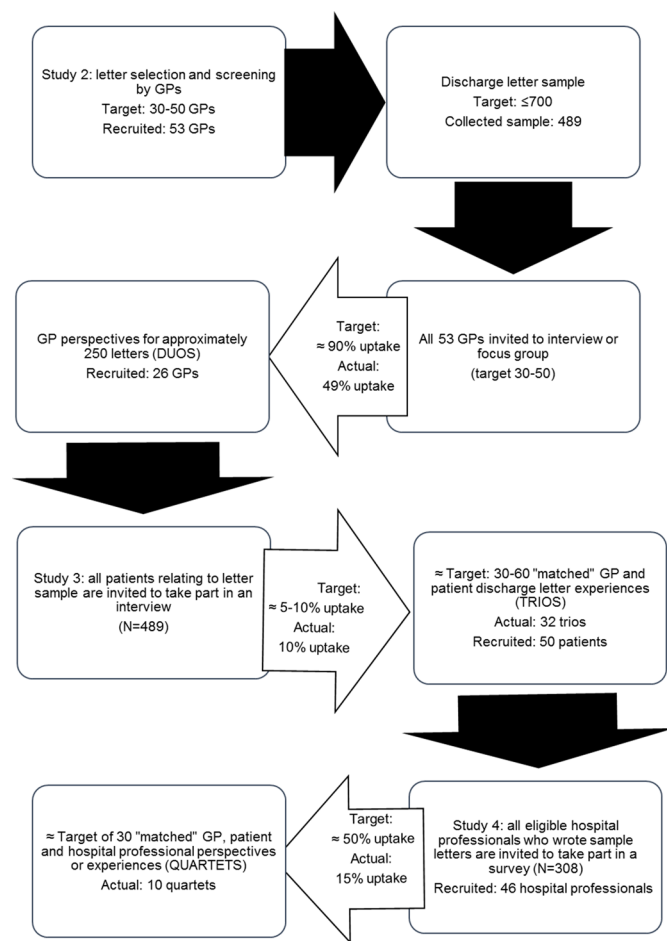 Study 2: letter selection and screening
by GPs
Target: 30-50 GPs
Recruited: 53 GPs
Discharge letter sample
Target: ≤700
Collected sample: 489
GP perspectives for approximately
250 letters (DUOS)
Recruited: 26 GPs
Target:
≈ 90% uptake
Actual:
49% uptake
All 53 GPs invited to interview or
focus group
(target 30-50)
Study 3: all patients relating to letter
sample are invited to take part in an
interview
(N=489)
Target:
≈ 5-10% uptake
Actual:
10% uptake
≈ Target: 30-60 "matched" GP and
patient discharge letter experiences
(TRIOS)
Actual: 32 trios
Recruited: 50 patients
≈ Target of 30 "matched" GP, patient
and hospital professional perspectives
or experiences (QUARTETS)
Actual: 10 quartets
Target:
≈ 50% uptake
Actual:
15% uptake
Study 4: all eligible hospital
professionals who wrote sample
letters are invited to take part in a
survey (N=308)
Recruited: 46 hospital professionals